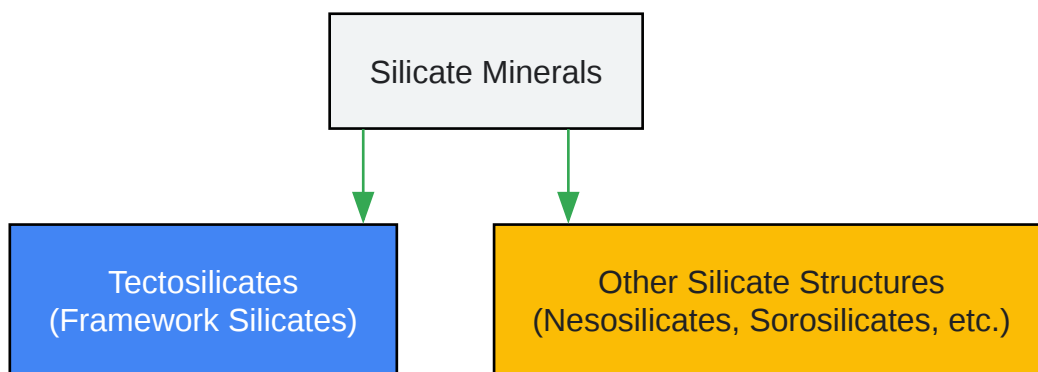 Silicate Minerals
Tectosilicates
(Framework Silicates)
Other Silicate Structures
(Nesosilicates, Sorosilicates, etc.)